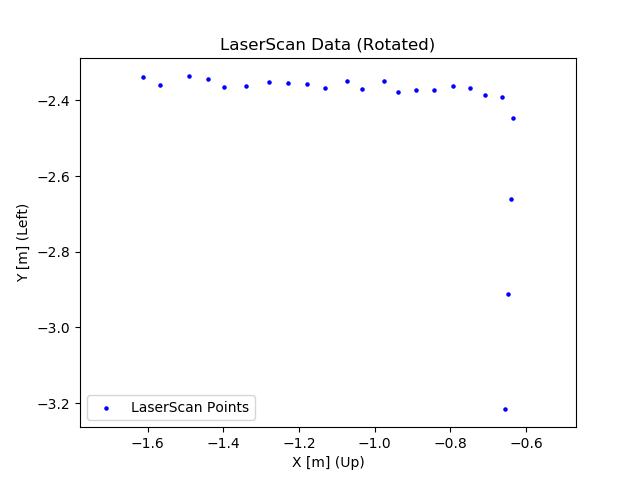 LaserScan Data (Rotated)
Y [m] (Left)
−2.4
−2.6
−2.8
−3.0
−3.2
LaserScan Points
−1.6 −1.4 −1.2 −1.0 −0.8 −0.6
X [m] (Up)